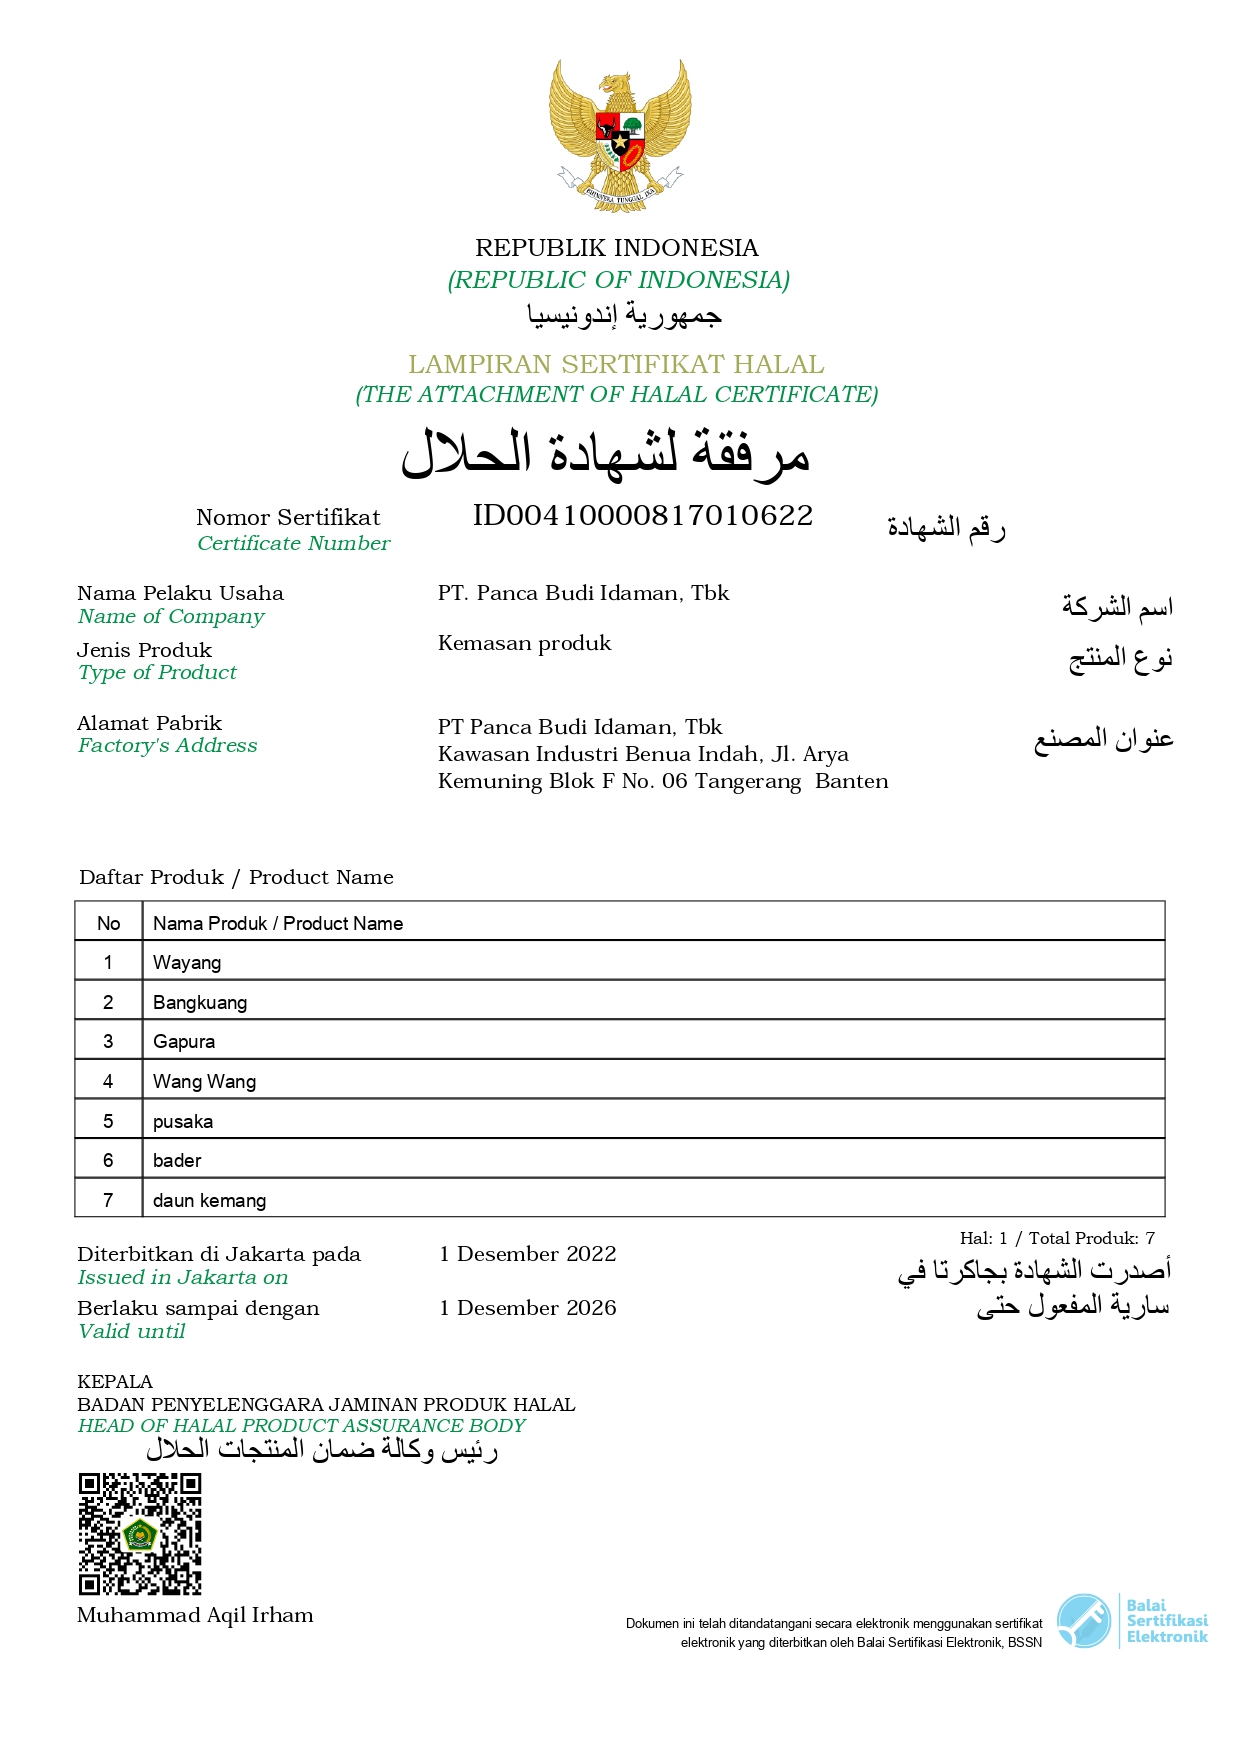 BHINNEKA TUNGGAL IKA
REPUBLIK INDONESIA
(REPUBLIC OF INDONESIA)
جمهورية إندونيسيا
LAMPIRAN SERTIFIKAT HALAL
(THE ATTACHMENT OF HALAL CERTIFICATE)
مرفقة لشهادة الحلال
Nomor Sertifikat ID00410000817010622 رقم الشهادة
Certificate Number
Nama Pelaku Usaha PT. Panca Budi Idaman, Tbk اسم الشركة
Name of Company
Jenis Produk Kemasan produk نوع المنتج
Type of Product
Alamat Pabrik PT Panca Budi Idaman, Tbk عنوان المصنع
Factory's Address Kawasan Industri Benua Indah, Jl. Arya
Kemuning Blok F No. 06 Tangerang Banten
Daftar Produk / Product Name
No Nama Produk / Product Name
1 Wayang
2 Bangkuang
3 Gapura
4 Wang Wang
5 pusaka
6 bader
7 daun kemang
Hal: 1 / Total Produk: 7
Diterbitkan di Jakarta pada 1 Desember 2022 أصدرت الشهادة بجاكرتا في
Issued in Jakarta on
Berlaku sampai dengan 1 Desember 2026 سارية المفعول حتى
Valid until
KEPALA
BADAN PENYELENGGARA JAMINAN PRODUK HALAL
HEAD OF HALAL PRODUCT ASSURANCE BODY
رئيس وكالة ضمان المنتجات الحلال
Muhammad Aqil Irham
Dokumen ini telah ditandatangani secara elektronik menggunakan sertifikat
elektronik yang diterbitkan oleh Balai Sertifikasi Elektronik, BSSN
Balai
Sertifikasi
Elektronik